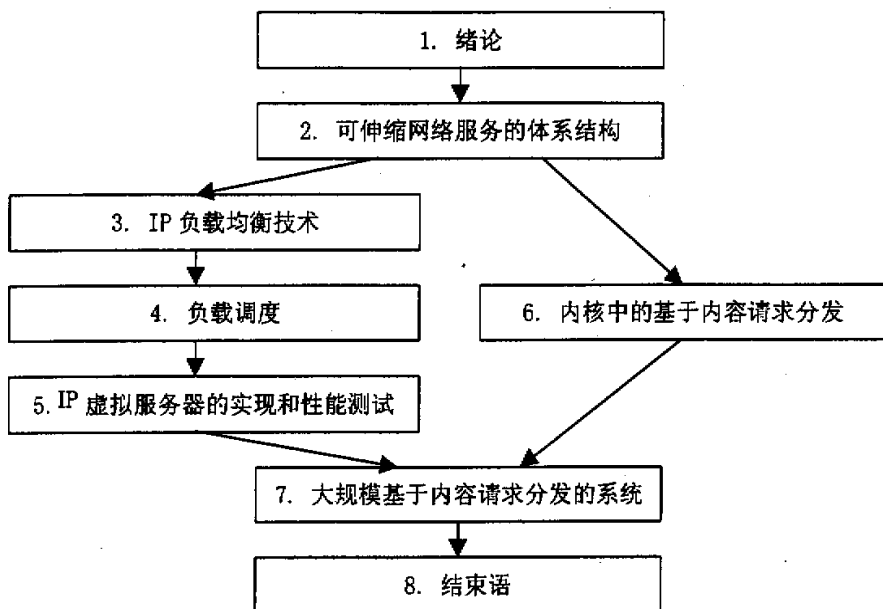 1. 绪论
2. 可伸缩网络服务的体系结构
3. IP 负载均衡技术
4. 负载调度
6. 内核中的基于内容请求分发
5. IP 虚拟服务器的实现和性能测试
7. 大规模基于内容请求分发的系统
8. 结束语